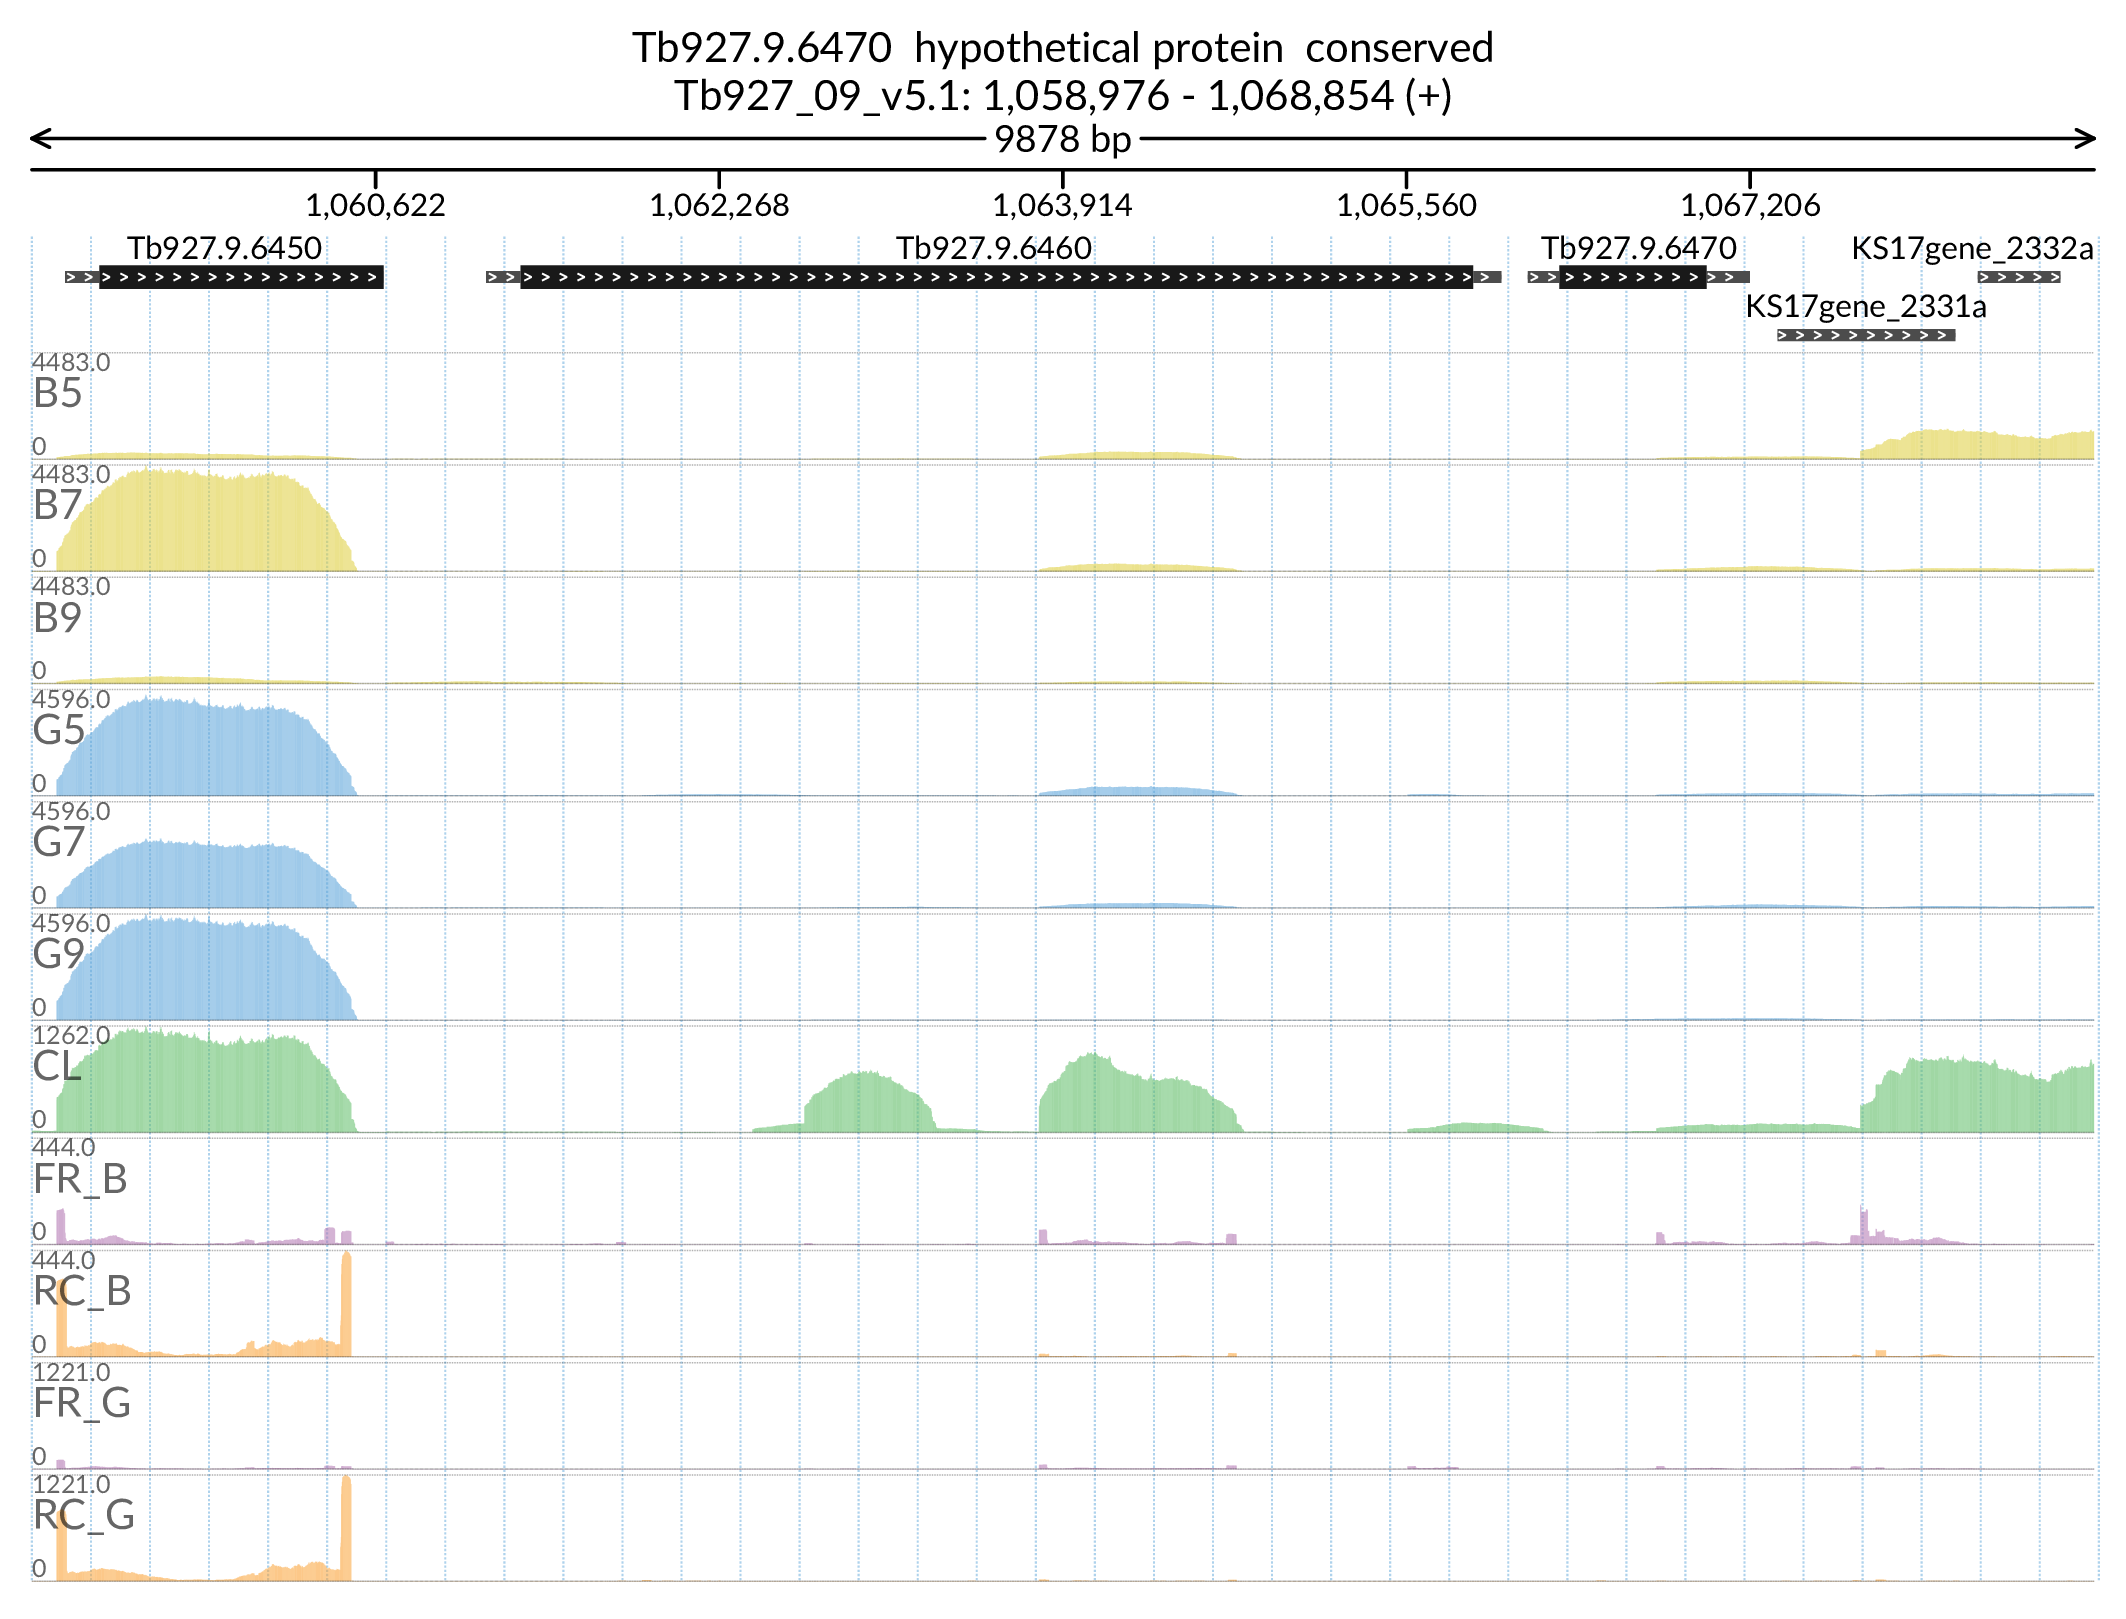 Tb927.9.6470  hypothetical protein  conserved
Tb927_09_v5.1: 1,058,976 - 1,068,854 (+)
9878 bp
1,060,622 1,062,268 1,063,914 1,065,560 1,067,206
Tb927.9.6450 Tb927.9.6460 Tb927.9.6470 KS17gene_2332a
KS17gene_2331a
4483.0
B5
0
4483.0
B7
0
4483.0
B9
0
4596.0
G5
0
4596.0
G7
0
4596.0
G9
0
1262.0
CL
0
444.0
FR_B
0
444.0
RC_B
0
1221.0
FR_G
0
1221.0
RC_G
0